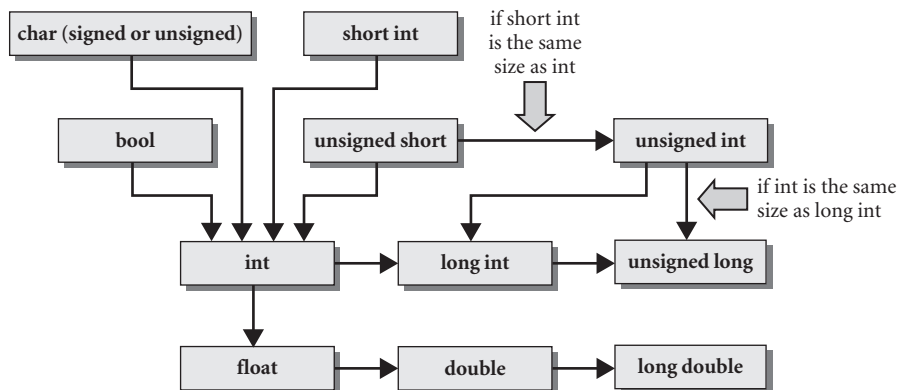 char (signed or unsigned)
short int
if short int
is the same
size as int
bool
unsigned short
unsigned int
if int is the same
size as long int
int
long int
unsigned long
float
double
long double